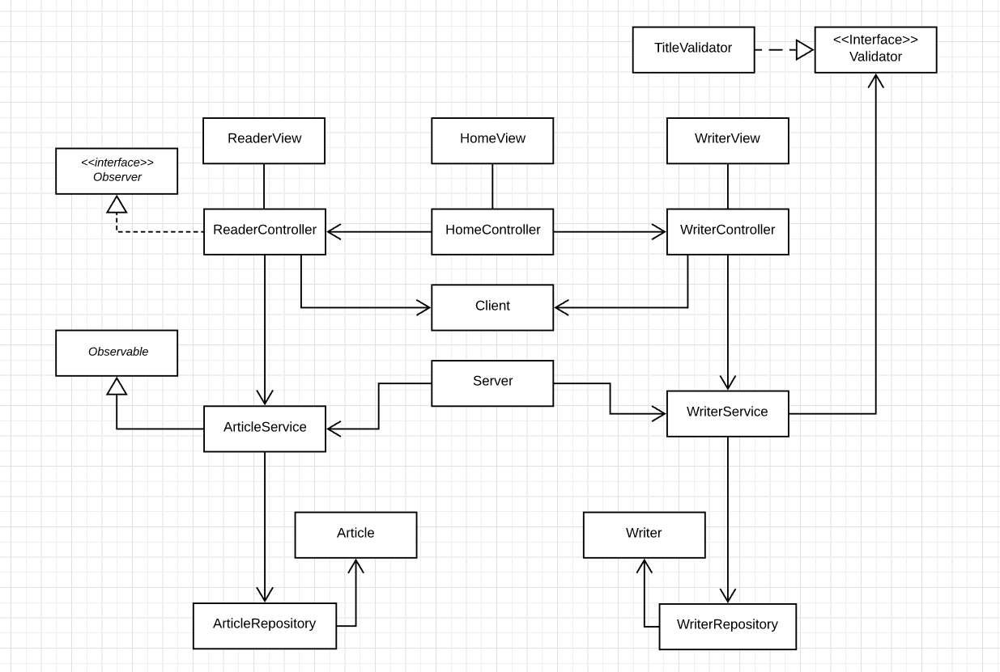 TitleValidator
<<Interface>>
Validator
ReaderView
HomeView
WriterView
<<interface>>
Observer
ReaderController
HomeController
WriterController
Client
Observable
Server
ArticleService
WriterService
Article
Writer
ArticleRepository
WriterRepository